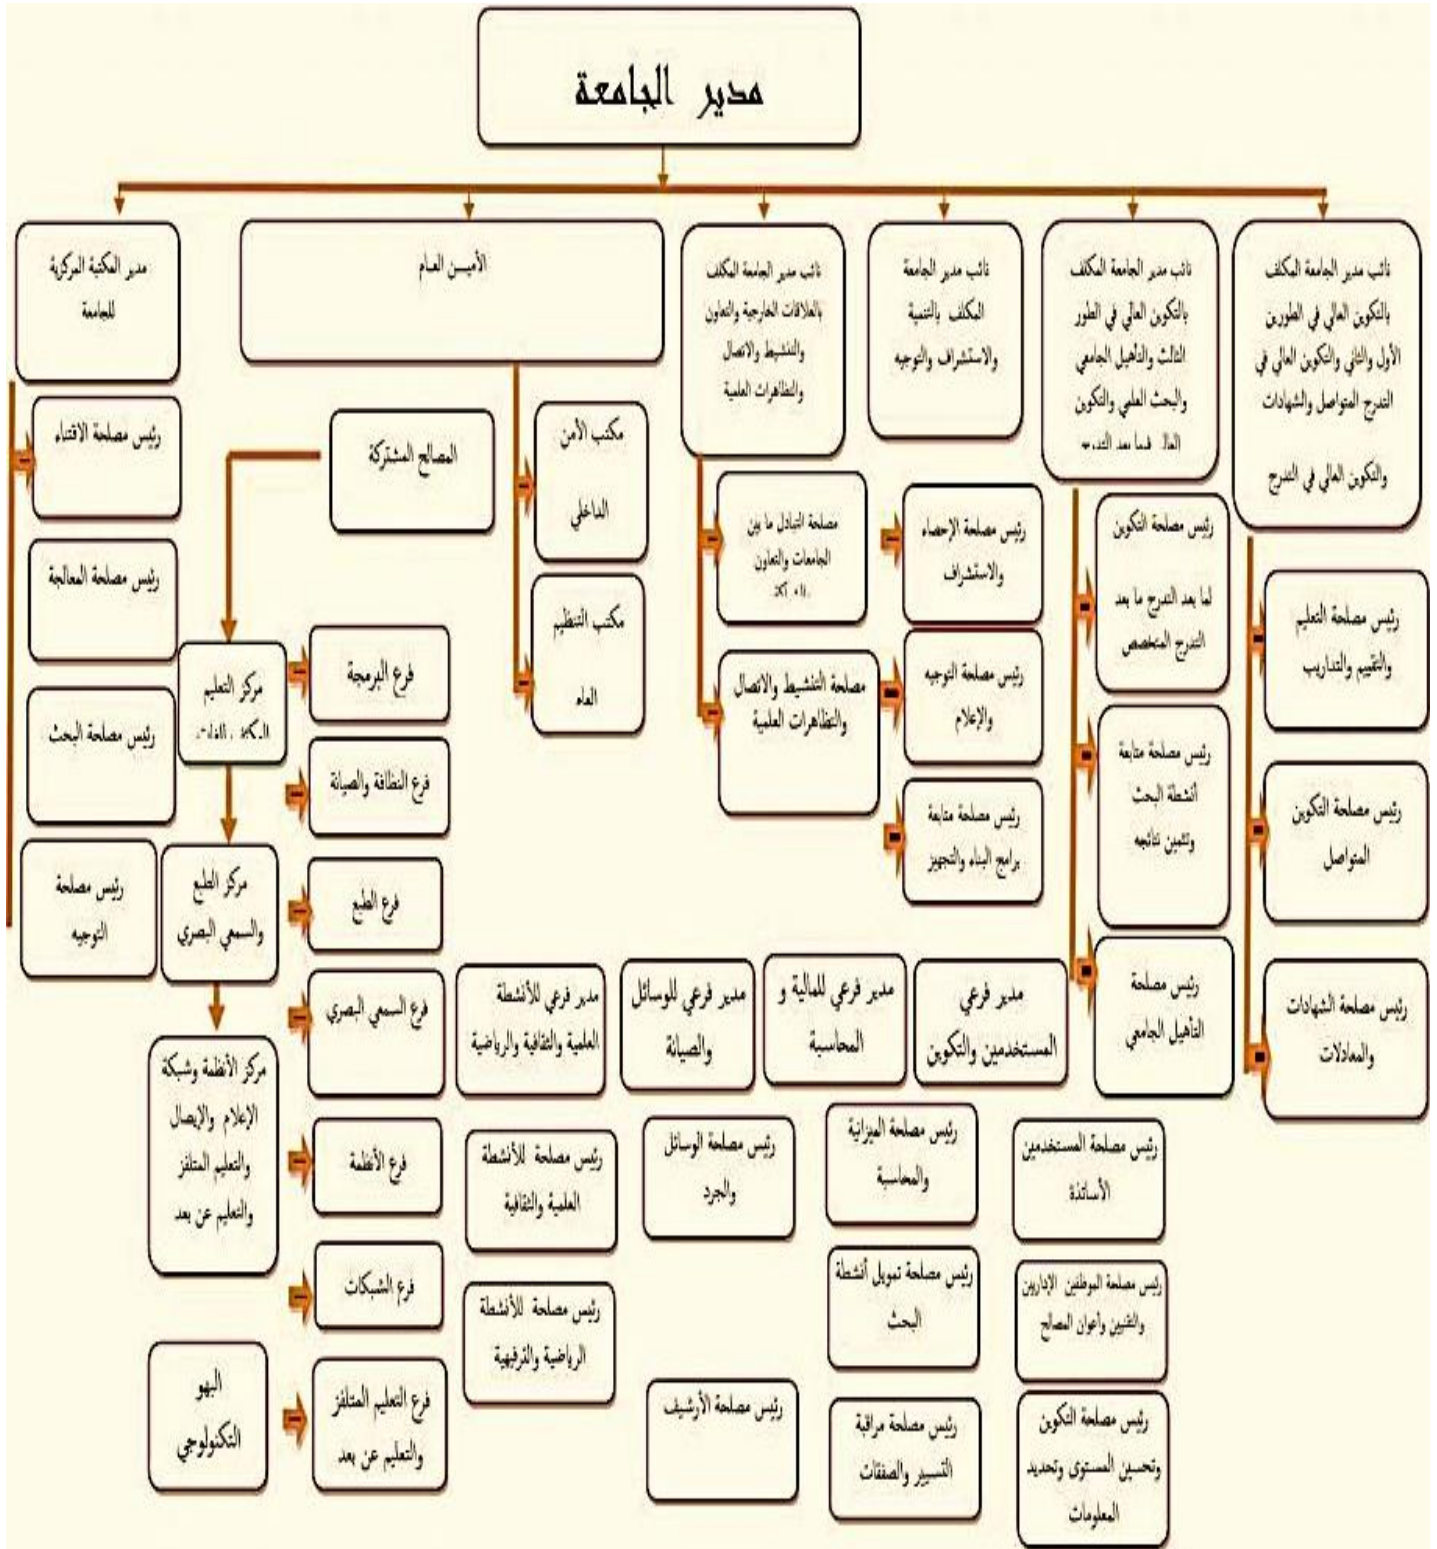 مدير الجامعة
نائب مدير الجامعة المكلف
بالتكوين العالي في الطورين
الأول والثاني والتكوين العالي في
التدرج المتواصل والشهادات
والتكوين العالي في التدرج
نائب مدير الجامعة المكلف
بالتكوين العالي في الطور
الثالث والتأهيل الجامعي
والبحث العلمي والتكوين
العالي فيما بعد التدرج
نائب مدير الجامعة
المكلف بالتنمية
والاستشراف والتوجيه
نائب مدير الجامعة المكلف
بالعلاقات الخارجية والتعاون
والتنشيط والاتصال
والتظاهرات العلمية
الأميـــن العـام
مدير المكتبة المركزية
للجامعة
رئيس مصلحة التعليم
والتقييم والتداريب
رئيس مصلحة التكوين
المتواصل
رئيس مصلحة الشهادات
والمعادلات
رئيس مصلحة التكوين
لما بعد التدرج ما بعد
التدرج المتخصص
رئيس مصلحة متابعة
أنشطة البحث
وتثمين نتائجه
رئيس مصلحة
التأهيل الجامعي
رئيس مصلحة الإحصاء
والاستشراف
رئيس مصلحة التوجيه
والإعلام
رئيس مصلحة متابعة
برامج البناء والتجهيز
مصلحة التبادل ما بين
الجامعات والتعاون
مصلحة التنشيط والاتصال
والتظاهرات العلمية
مكتب الأمن
الداخلي
مكتب التنظيم
العام
المصالح المشتركة
رئيس مصلحة الاقتناء
رئيس مصلحة المعالجة
رئيس مصلحة البحث
رئيس مصلحة
التوجيه
مركز التعليم
المكثف للغات
مركز الطبع
والسمعي البصري
مركز الأنظمة وشبكة
الإعلام والإيصال
والتعليم المتلفز
والتعليم عن بعد
البهو
التكنولوجي
فرع البرمجة
فرع النظافة والصيانة
فرع الطبع
فرع السمعي البصري
فرع الأنظمة
فرع الشبكات
فرع التعليم المتلفز
والتعليم عن بعد
مدير فرعي
المستخدمين والتكوين
مدير فرعي للمالية و
المحاسبة
مدير فرعي للوسائل
والصيانة
مدير فرعي للأنشطة
العلمية والثقافية والرياضية
رئيس مصلحة المستخدمين
الأساتذة
رئيس مصلحة الموظفين الإداريين
والتقنيين وأعوان المصالح
رئيس مصلحة التكوين
وتحسين المستوى وتحديد
المعلومات
رئيس مصلحة الميزانية
والمحاسبة
رئيس مصلحة تمويل أنشطة
البحث
رئيس مصلحة مراقبة
التسيير والصفقات
رئيس مصلحة الوسائل
والجرد
رئيس مصلحة الأرشيف
رئيس مصلحة للأنشطة
العلمية والثقافية
رئيس مصلحة للأنشطة
الرياضية والترفيهية